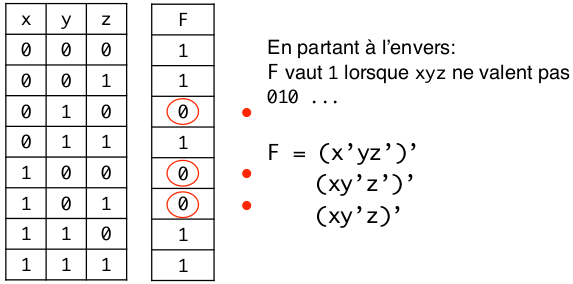 x y z F
0 0 0 1
0 0 1 1
0 1 0 0
0 1 1 1
1 0 0 0
1 0 1 0
1 1 0 1
1 1 1 1
En partant à l’envers:
F vaut 1 lorsque xyz ne valent pas
010 ...
F = (x’yz’)’
(xy’z’)’
(xy’z)’